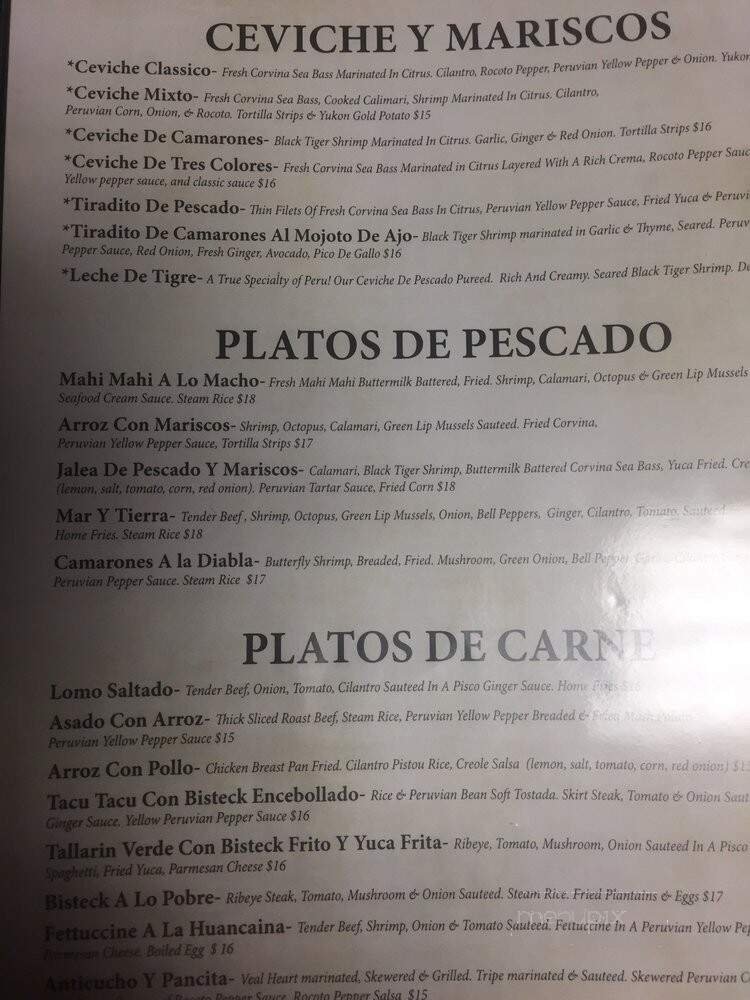 CEVICHE Y MARISCOS
*Ceviche Classico- Fresh Corvina Sea Bass Marinated In Citrus. Cilantro, Rocoto Pepper, Peruvian Yellow Pepper & Onion. Yukon
*Ceviche Mixto- Fresh Corvina Sea Bass, Cooked Calimari, Shrimp Marinated In Citrus. Cilantro,
Peruvian Corn, Onion, & Rocoto. Tortilla Strips & Yukon Gold Potato $15
*Ceviche De Camarones- Black Tiger Shrimp Marinated In Citrus. Garlic, Ginger & Red Onion. Tortilla Strips $16
*Ceviche De Tres Colores- Fresh Corvina Sea Bass Marinated in Citrus Layered With A Rich Crema, Rocoto Pepper Sauc
Yellow pepper sauce, and classic sauce $16
*Tiradito De Pescado- Thin Filets Of Fresh Corvina Sea Bass In Citrus, Peruvian Yellow Pepper Sauce, Fried Yuca & Peruvi
*Tiradito De Camarones Al Mojoto De Ajo- Black Tiger Shrimp marinated in Garlic & Thyme, Seared. Peruv
Pepper Sauce, Red Onion, Fresh Ginger, Avocado, Pico De Gallo $16
*Leche De Tigre- A True Specialty of Peru! Our Ceviche De Pescado Pureed. Rich And Creamy. Seared Black Tiger Shrimp.
PLATOS DE PESCADO
Mahi Mahi A Lo Macho- Fresh Mahi Mahi Buttermilk Battered, Fried. Shrimp, Calamari, Octopus & Green Lip Mussels
Seafood Cream Sauce. Steam Rice $18
Arroz Con Mariscos- Shrimp, Octopus, Calamari, Green Lip Mussels Sauteed. Fried Corvina,
Peruvian Yellow Pepper Sauce, Tortilla Strips $17
Jalea De Pescado Y Mariscos- Calamari, Black Tiger Shrimp, Buttermilk Battered Corvina Sea Bass, Yuca Fried. Cre
(lemon, salt, tomato, corn, red onion). Peruvian Tartar Sauce, Fried Corn $18
Mar Y Tierra- Tender Beef, Shrimp, Octopus, Green Lip Mussels, Onion, Bell Peppers, Ginger, Cilantro, Tomato. Sauteed
Home Fries. Steam Rice $18
Camarones A la Diabla- Butterfly Shrimp, Breaded, Fried. Mushroom, Green Onion, Bell Pepper
Peruvian Pepper Sauce. Steam Rice $17
PLATOS DE CARNE
Lomo Saltado- Tender Beef, Onion, Tomato, Cilantro Sauteed In A Pisco Ginger Sauce. Home Fries $16
Asado Con Arroz- Thick Sliced Roast Beef, Steam Rice, Peruvian Yellow Pepper Breaded & Fried Mash
Peruvian Yellow Pepper Sauce $15
Arroz Con Pollo- Chicken Breast Pan Fried. Cilantro Pistou Rice, Creole Salsa (lemon, salt, tomato, corn, red onion)
Tacu Tacu Con Bisteck Encebollado- Rice & Peruvian Bean Soft Tostada. Skirt Steak, Tomato & Onion Saut
Ginger Sauce. Yellow Peruvian Pepper Sauce $16
Tallarin Verde Con Bisteck Frito Y Yuca Frita- Ribeye, Tomato, Mushroom, Onion Sauteed In A Pisco
Spaghetti, Fried Yuca, Parmesan Cheese $16
Bisteck A Lo Pobre- Ribeye Steak, Tomato, Mushroom & Onion Sauteed. Steam Rice. Fried Plantains & Eggs $17
menupix
Fettuccine A La Huancaina- Tender Beef, Shrimp, Onion & Tomato Sauteed. Fettuccine In A Peruvian Yellow Pep
Parmesan Cheese. Boiled Egg $ 16
Anticucho Y Pancita- Veal Heart marinated, Skewered & Grilled. Tripe marinated & Sauteed. Skewered Peruvian C
Rocoto Pepper Sauce, Rocoto Pepper Salsa $15